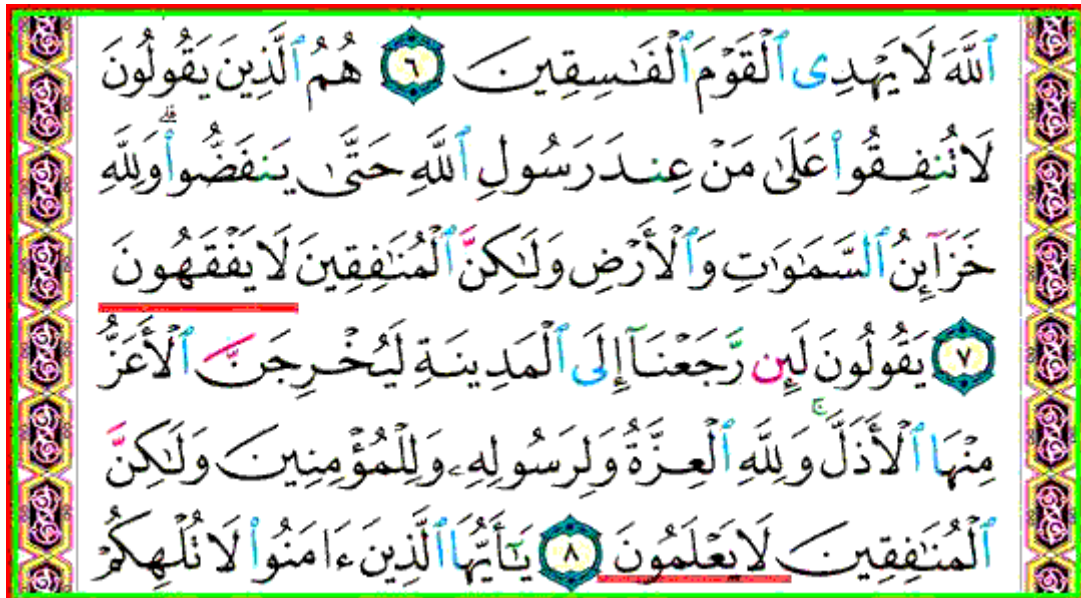 ٱللَّهَ لَا يَهْدِى ٱلْقَوْمَ ٱلْفَـٰسِقِينَ ٦ هُمُ ٱلَّذِينَ يَقُولُونَ
لَا تُنفِقُوا۟ عَلَىٰ مَنْ عِندَ رَسُولِ ٱللَّهِ حَتَّىٰ يَنفَضُّوا۟ ۗ وَلِلَّهِ
خَزَآئِنُ ٱلسَّمَـٰوَٰتِ وَٱلْأَرْضِ وَلَـٰكِنَّ ٱلْمُنَـٰفِقِينَ لَا يَفْقَهُونَ
٧ يَقُولُونَ لَئِن رَّجَعْنَآ إِلَى ٱلْمَدِينَةِ لَيُخْرِجَنَّ ٱلْأَعَزُّ
مِنْهَا ٱلْأَذَلَّ ۚ وَلِلَّهِ ٱلْعِزَّةُ وَلِرَسُولِهِۦ وَلِلْمُؤْمِنِينَ وَلَـٰكِنَّ
ٱلْمُنَـٰفِقِينَ لَا يَعْلَمُونَ ٨ يَـٰٓأَيُّهَا ٱلَّذِينَ ءَامَنُوا۟ لَا تُلْهِكُمْ